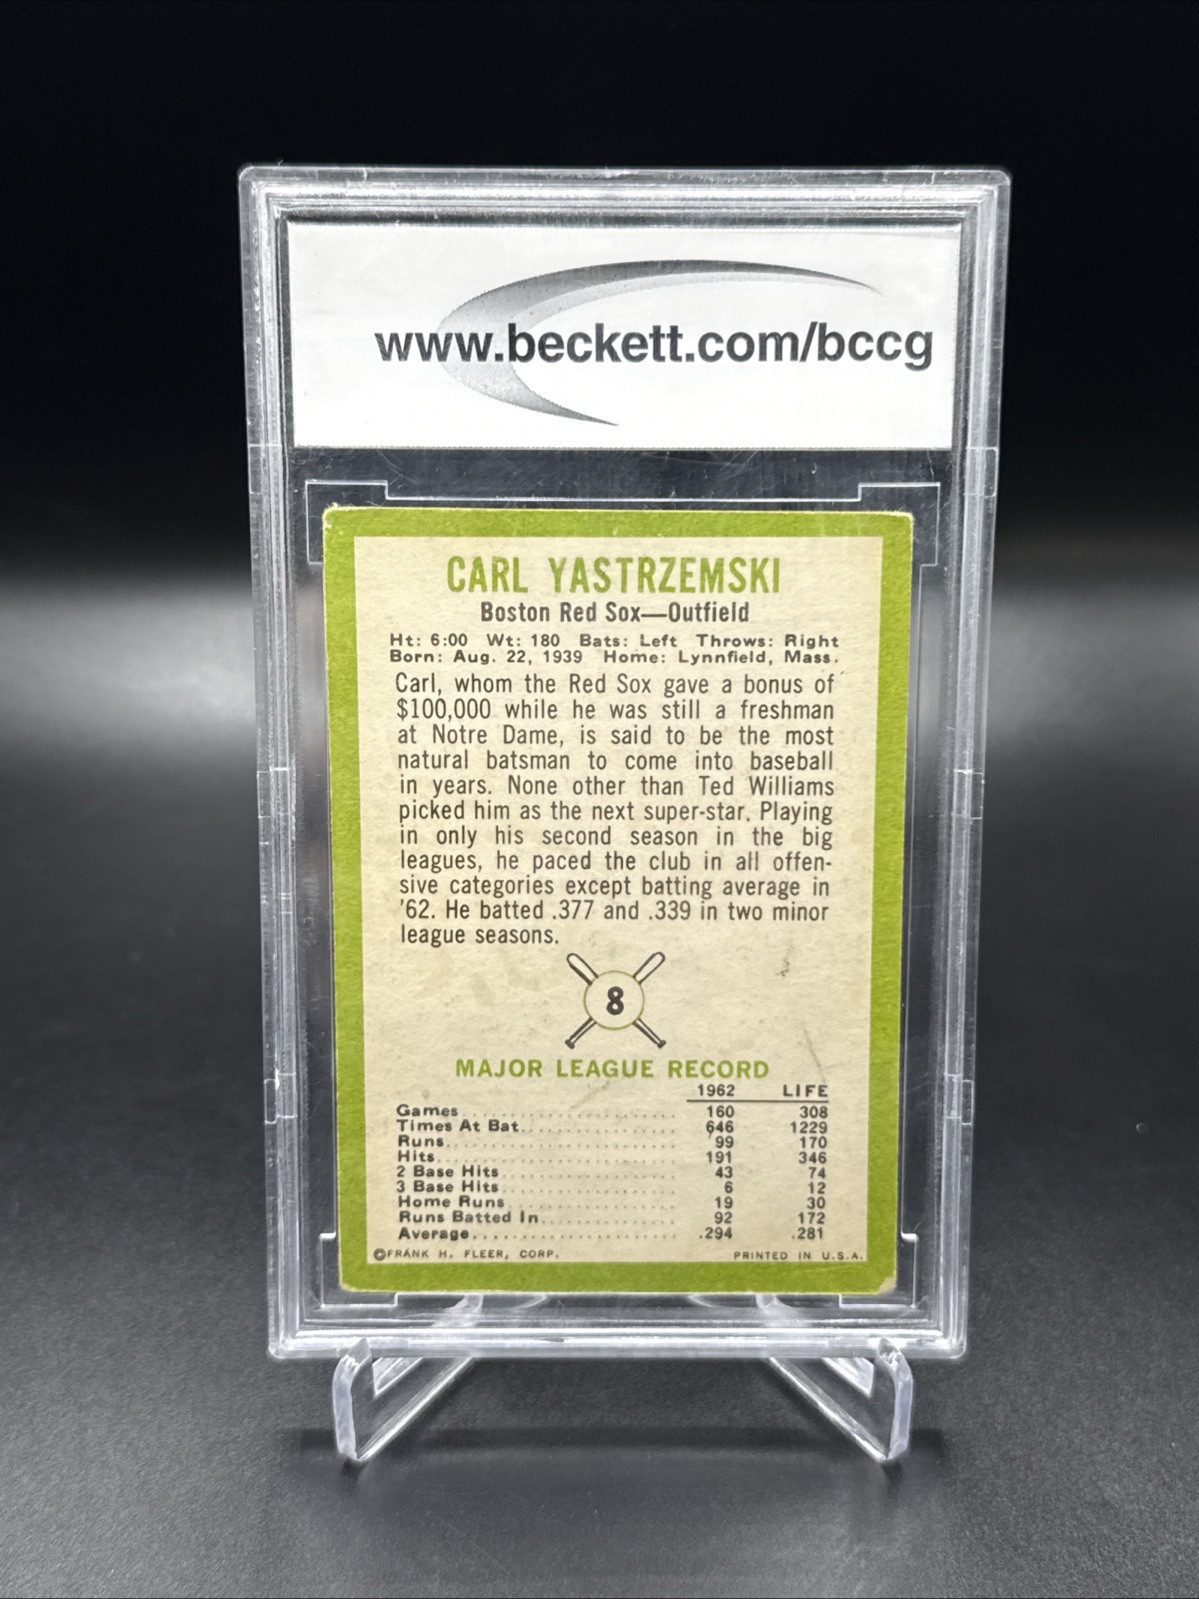 www.beckett.com/bccg
CARL YASTRZEMSKI
Boston Red Sox—Outfield
Ht: 6:00 Wt: 180 Bats: Left Throws: Right
Born: Aug. 22, 1939 Home: Lynnfield, Mass.
Carl, whom the Red Sox gave a bonus of
$100,000 while he was still a freshman
at Notre Dame, is said to be the most
natural batsman to come into baseball
in years. None other than Ted Williams
picked him as the next super-star. Playing
in only his second season in the big
leagues, he paced the club in all offen-
sive categories except batting average in
'62. He batted .377 and .339 in two minor
league seasons.
8
MAJOR LEAGUE RECORD
1962 LIFE
Games 160 308
Times At Bat 646 1229
Runs 99 170
Hits 191 346
2 Base Hits 43 74
3 Base Hits 6 12
Home Runs 19 30
Runs Batted In 92 172
Average .294 .281
©FRANK H. FLEER, CORP. PRINTED IN U.S.A.